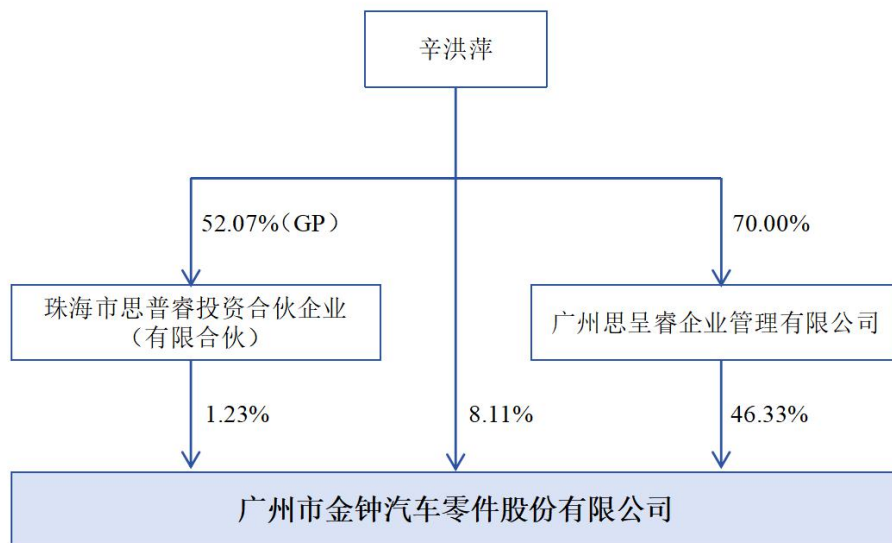 辛洪萍
52.07%（GP）
70.00%
珠海市思普睿投资合伙企业
（有限合伙）
广州思呈睿企业管理有限公司
1.23%
8.11%
46.33%
广州市金钟汽车零件股份有限公司